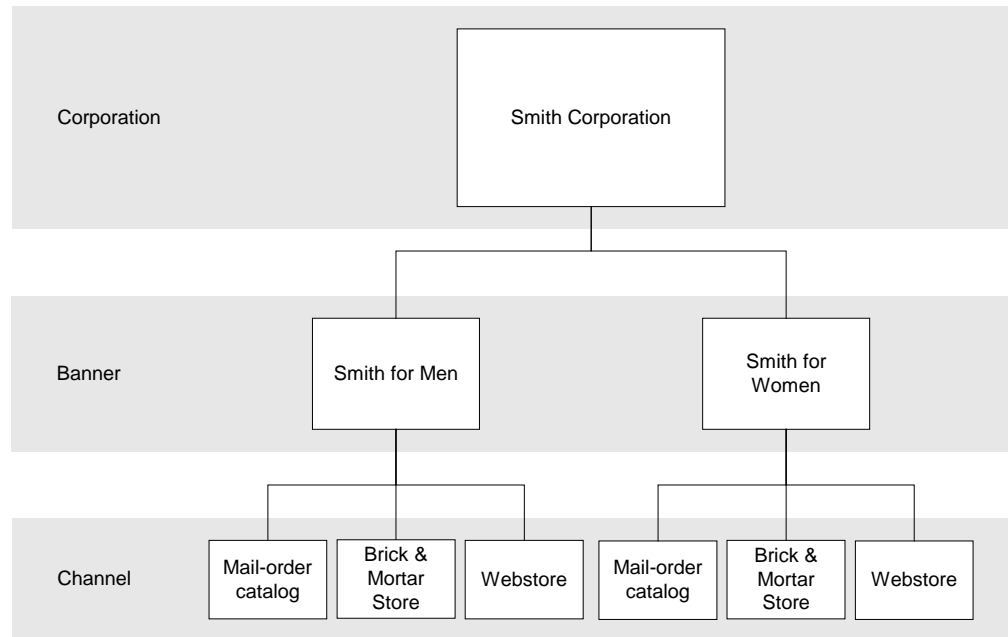 Corporation
Smith Corporation
Banner
Smith for Men
Smith for
Women
Channel
Mail-order
catalog
Brick &
Mortar
Store
Webstore
Mail-order
catalog
Brick &
Mortar
Store
Webstore